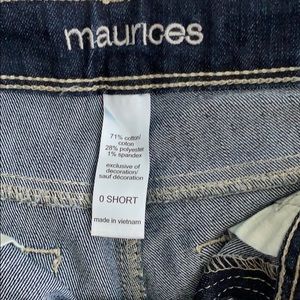 maurices
71% cotton/
coton
28% polyester
1% spandex
exclusive of
decoration/
sauf décoration
0 SHORT
made in vietnam